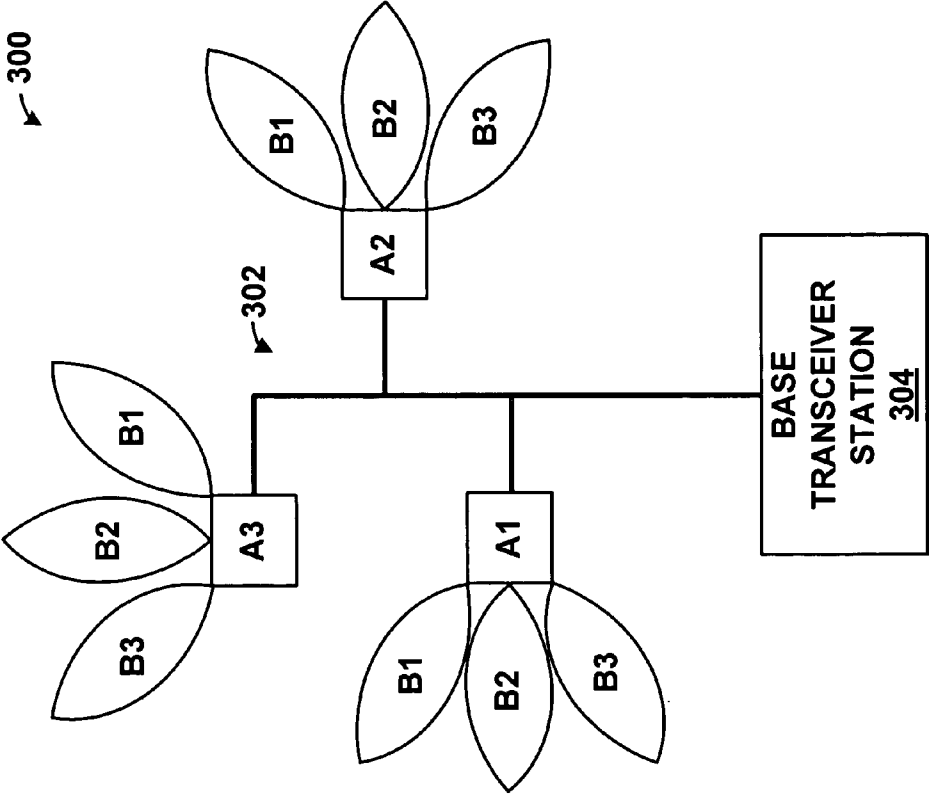 300
B3
B2
B1
A3
302
B1
A2
B2
B3
B1
B2
A1
B3
BASE
TRANSCEIVER
STATION
304